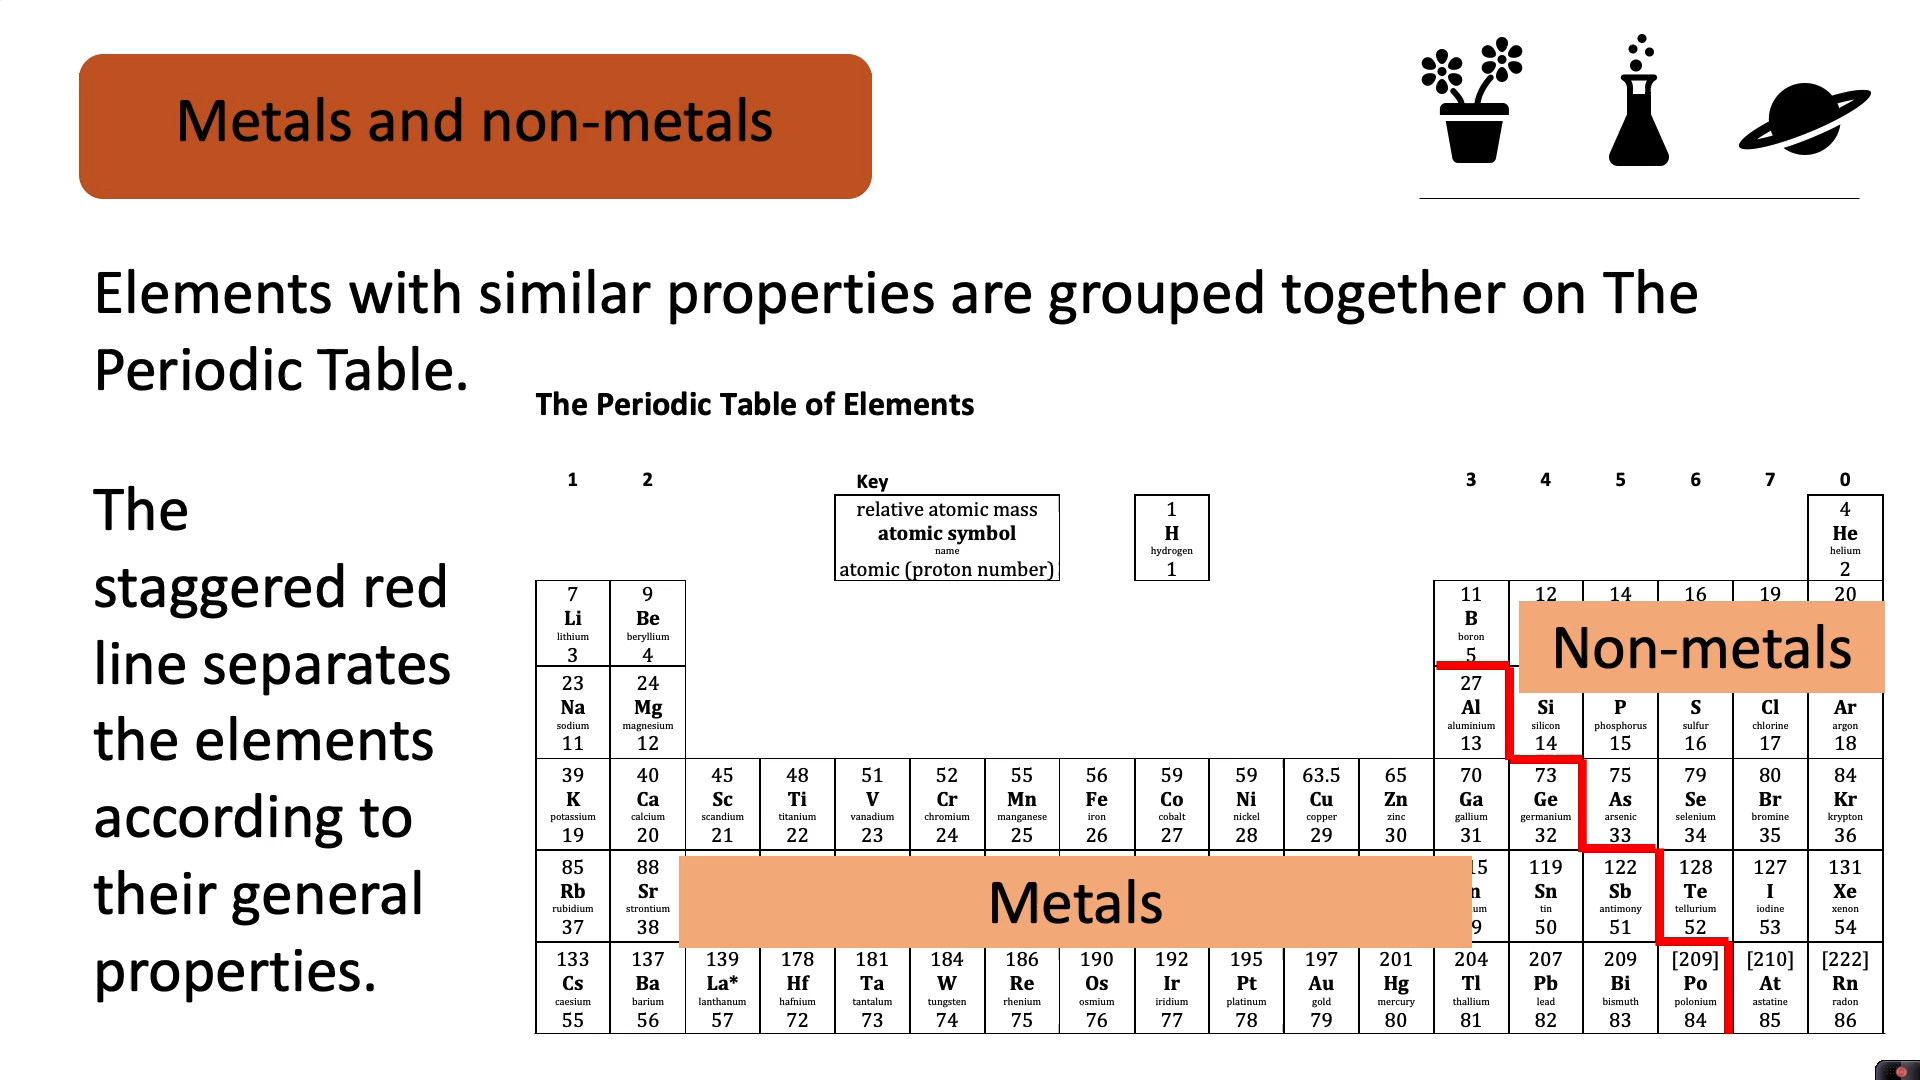 Metals and non-metals
Elements with similar properties are grouped together on The
Periodic Table.
The
staggered red
line separates
the elements
according to
their general
properties.
The Periodic Table of Elements
1 2 Key 3 4 5 6 7 0
relative atomic mass 1 4
atomic symbol H He
name hydrogen helium
atomic (proton number) 1 2
7 9 11 12 14 16 19 20
Li Be B
lithium beryllium boron
3 4 5
Non-metals
23 24 27
Na Mg Al Si P S Cl Ar
sodium magnesium aluminium silicon phosphorus sulfur chlorine argon
11 12 13 14 15 16 17 18
39 40 45 48 51 52 55 56 59 59 63.5 65 70 73 75 79 80 84
K Ca Sc Ti V Cr Mn Fe Co Ni Cu Zn Ga Ge As Se Br Kr
potassium calcium scandium titanium vanadium chromium manganese iron cobalt nickel copper zinc gallium germanium arsenic selenium bromine krypton
19 20 21 22 23 24 25 26 27 28 29 30 31 32 33 34 35 36
85 88 119 122 128 127 131
Rb Sr Sn Sb Te I Xe
rubidium strontium tin antimony tellurium iodine xenon
37 38 50 51 52 53 54
Metals
133 137 139 178 181 184 186 190 192 195 197 201 204 207 209 [209] [210] [222]
Cs Ba La* Hf Ta W Re Os Ir Pt Au Hg Tl Pb Bi Po At Rn
caesium barium lanthanum hafnium tantalum tungsten rhenium osmium iridium platinum gold mercury thallium lead bismuth polonium astatine radon
55 56 57 72 73 74 75 76 77 78 79 80 81 82 83 84 85 86